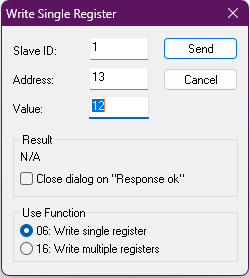 Write Single Register
Slave ID: 1 Send
Address: 13 Cancel
Value: 12
Result
N/A
Close dialog on "Response ok"
Use Function
06: Write single register
16: Write multiple registers